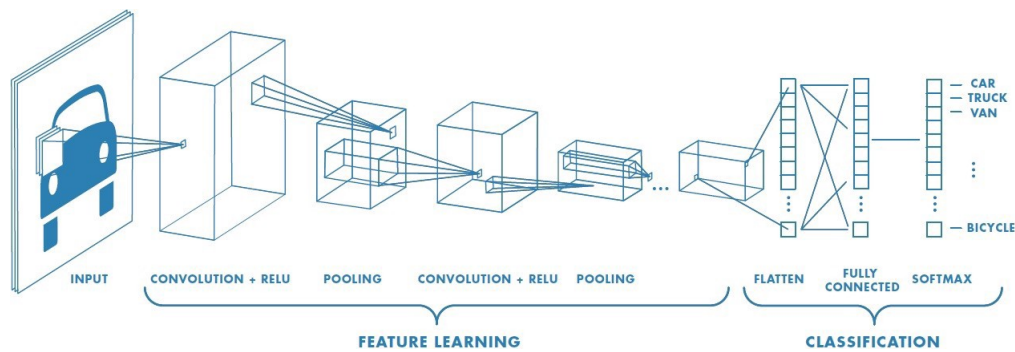 CAR
TRUCK
VAN
BICYCLE
INPUT
CONVOLUTION + RELU
POOLING
CONVOLUTION + RELU
POOLING
FLATTEN
FULLY
CONNECTED
SOFTMAX
FEATURE LEARNING
CLASSIFICATION